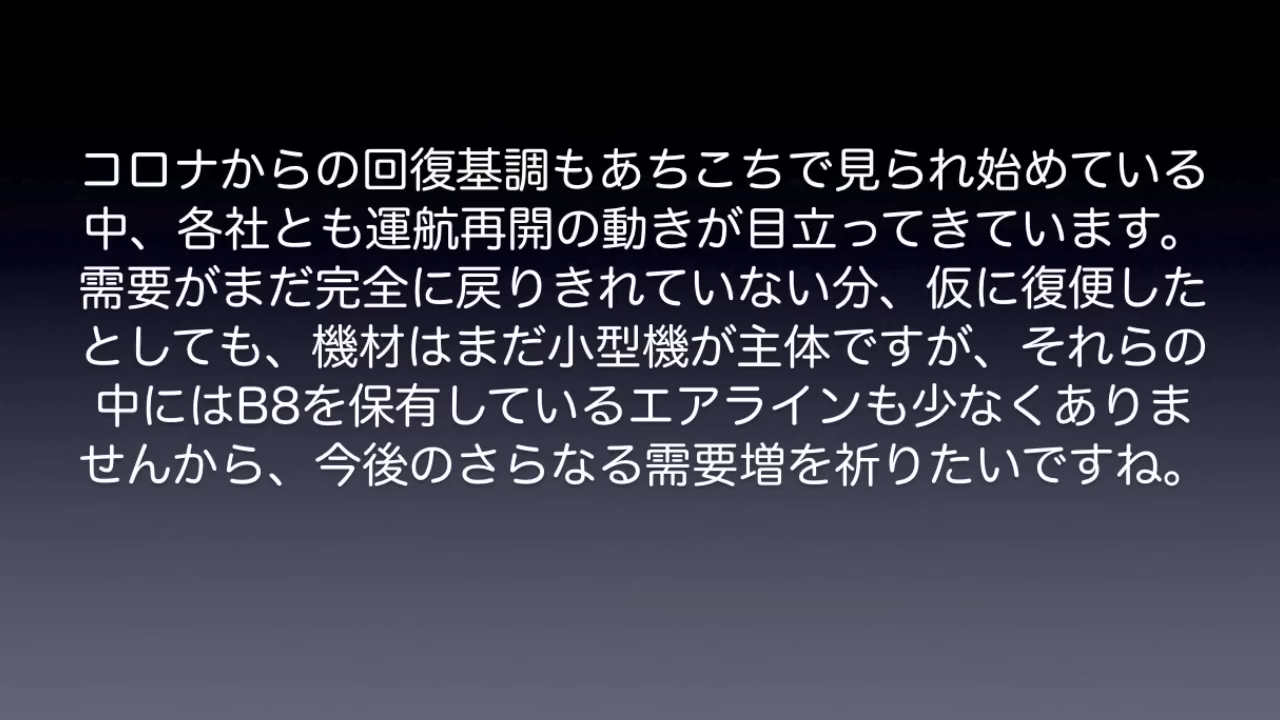 コロナからの回復基調もあちこちで見られ始めている
中、各社とも運航再開の動きが目立ってきています。
需要がまだ完全に戻りきれていない分、仮に復便した
としても、機材はまだ小型機が主体ですが、それらの
中にはB8を保有しているエアラインも少なくありま
せんから、今後のさらなる需要増を祈りたいですね。